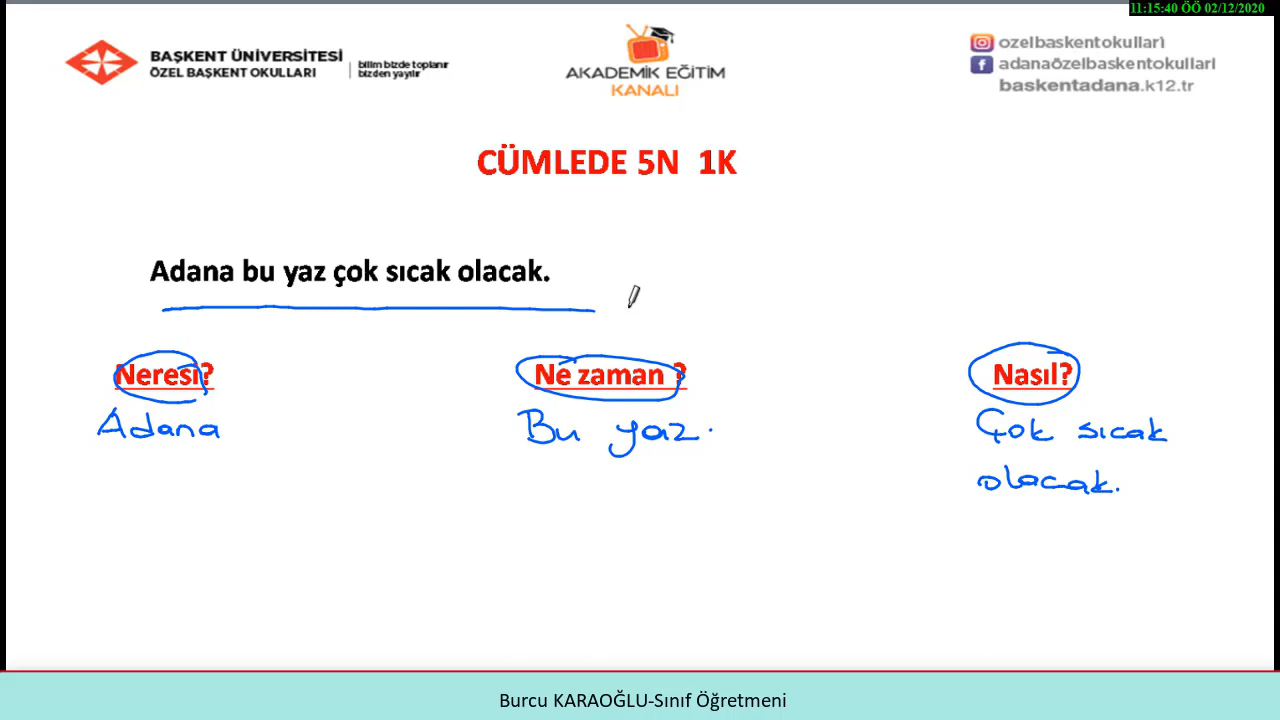 11:15:40 ÖÖ 02/12/2020
BAŞKENT ÜNİVERSİTESİ
ÖZEL BAŞKENT OKULLARI
bilim bizde toplanır
bizden yayılır
AKADEMİK EĞİTİM
KANALI
ozelbaskentokullari
adanaözelbaskentokullari
baskentadana.k12.tr
CÜMLEDE 5N 1K
Adana bu yaz çok sıcak olacak.
Neresi? Ne zaman ? Nasıl?
Adana Bu yaz. Çok sıcak
olacak.
Burcu KARAOĞLU-Sınıf Öğretmeni